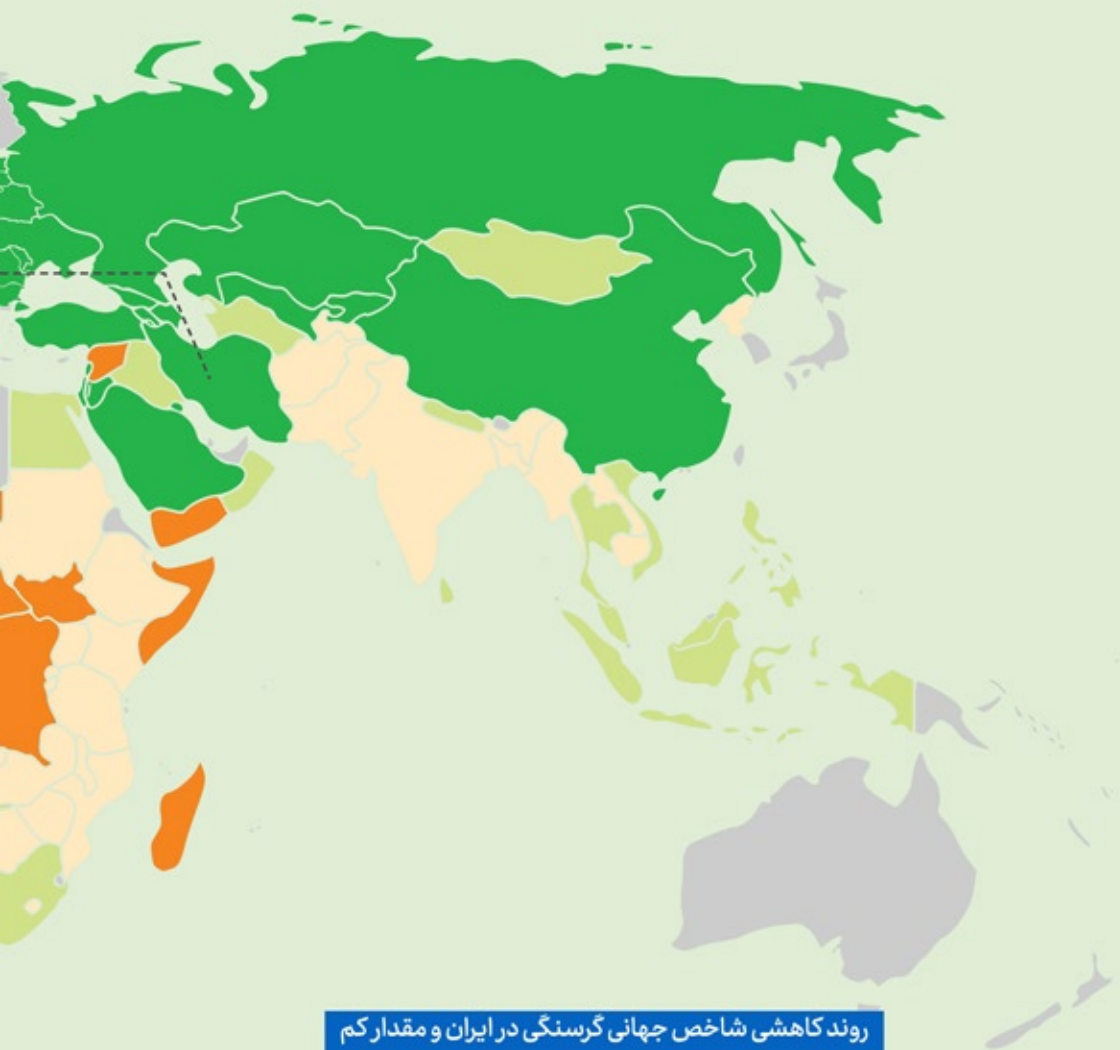 روند کاهشی شاخص جهانی گرسنگی در ایران و مقدار کم